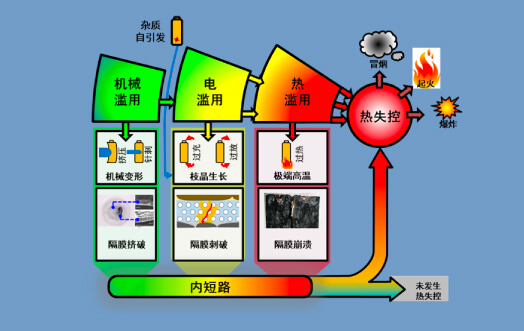 杂质
自引发
机械
滥用
电
滥用
热
滥用
冒烟
起火
热失控
爆炸
挤压
针刺
机械变形
过充
过放
枝晶生长
过热
极端高温
隔膜挤破
隔膜刺破
隔膜崩溃
内短路
未发生
热失控